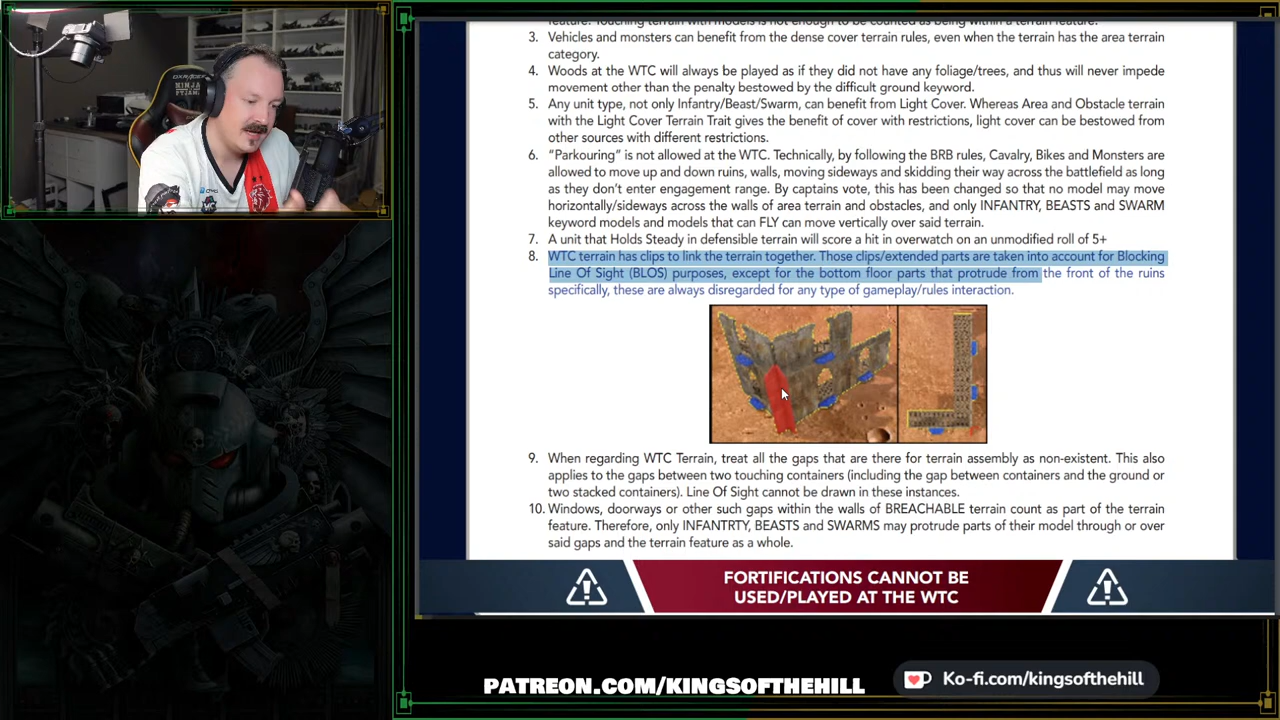 feature. Touching terrain with models is not enough to be counted as being within a terrain feature.
3. Vehicles and monsters can benefit from the dense cover terrain rules, even when the terrain has the area terrain
category.
4. Woods at the WTC will always be played as if they did not have any foliage/trees, and thus will never impede
movement other than the penalty bestowed by the difficult ground keyword.
5. Any unit type, not only Infantry/Beast/Swarm, can benefit from Light Cover. Whereas Area and Obstacle terrain
with the Light Cover Terrain Trait gives the benefit of cover with restrictions, light cover can be bestowed from
other sources with different restrictions.
6. “Parkouring” is not allowed at the WTC. Technically, by following the BRB rules, Cavalry, Bikes and Monsters are
allowed to move up and down ruins, walls, moving sideways and skidding their way across the battlefield as long
as they don’t enter engagement range. By captains vote, this has been changed so that no model may move
horizontally/sideways across the walls of area terrain and obstacles, and only INFANTRY, BEASTS and SWARM
keyword models and models that can FLY can move vertically over said terrain.
7. A unit that Holds Steady in defensible terrain will score a hit in overwatch on an unmodified roll of 5+
8. WTC terrain has clips to link the terrain together. Those clips/extended parts are taken into account for Blocking
Line Of Sight (BLOS) purposes, except for the bottom floor parts that protrude from the front of the ruins
specifically, these are always disregarded for any type of gameplay/rules interaction.
9. When regarding WTC Terrain, treat all the gaps that are there for terrain assembly as non-existent. This also
applies to the gaps between two touching containers (including the gap between containers and the ground or
two stacked containers). Line Of Sight cannot be drawn in these instances.
10. Windows, doorways or other such gaps within the walls of BREACHABLE terrain count as part of the terrain
feature. Therefore, only INFANTRTY, BEASTS and SWARMS may protrude parts of their model through or over
said gaps and the terrain feature as a whole.
FORTIFICATIONS CANNOT BE
USED/PLAYED AT THE WTC
PATREON.COM/KINGSOFTHEHILL
Ko-fi.com/kingsofthehill